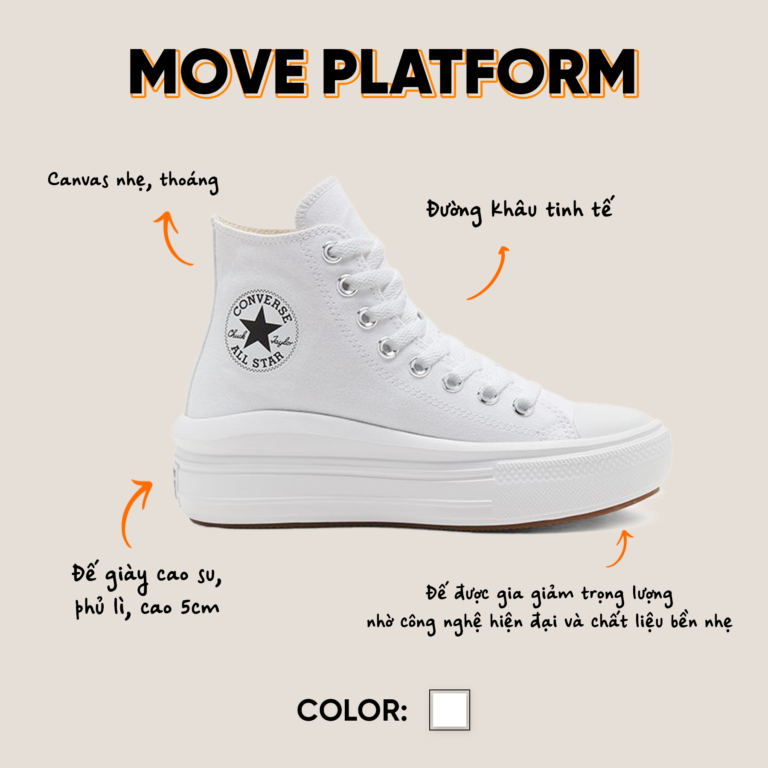 MOVE PLATFORM
Canvas nhẹ, thoáng
Đường khâu tinh tế
CONVERSE
Chuck Taylor
ALL STAR
Đế giày cao su,
phủ lì, cao 5cm
Đế được gia giảm trọng lượng
nhờ công nghệ hiện đại và chất liệu bền nhẹ
COLOR: